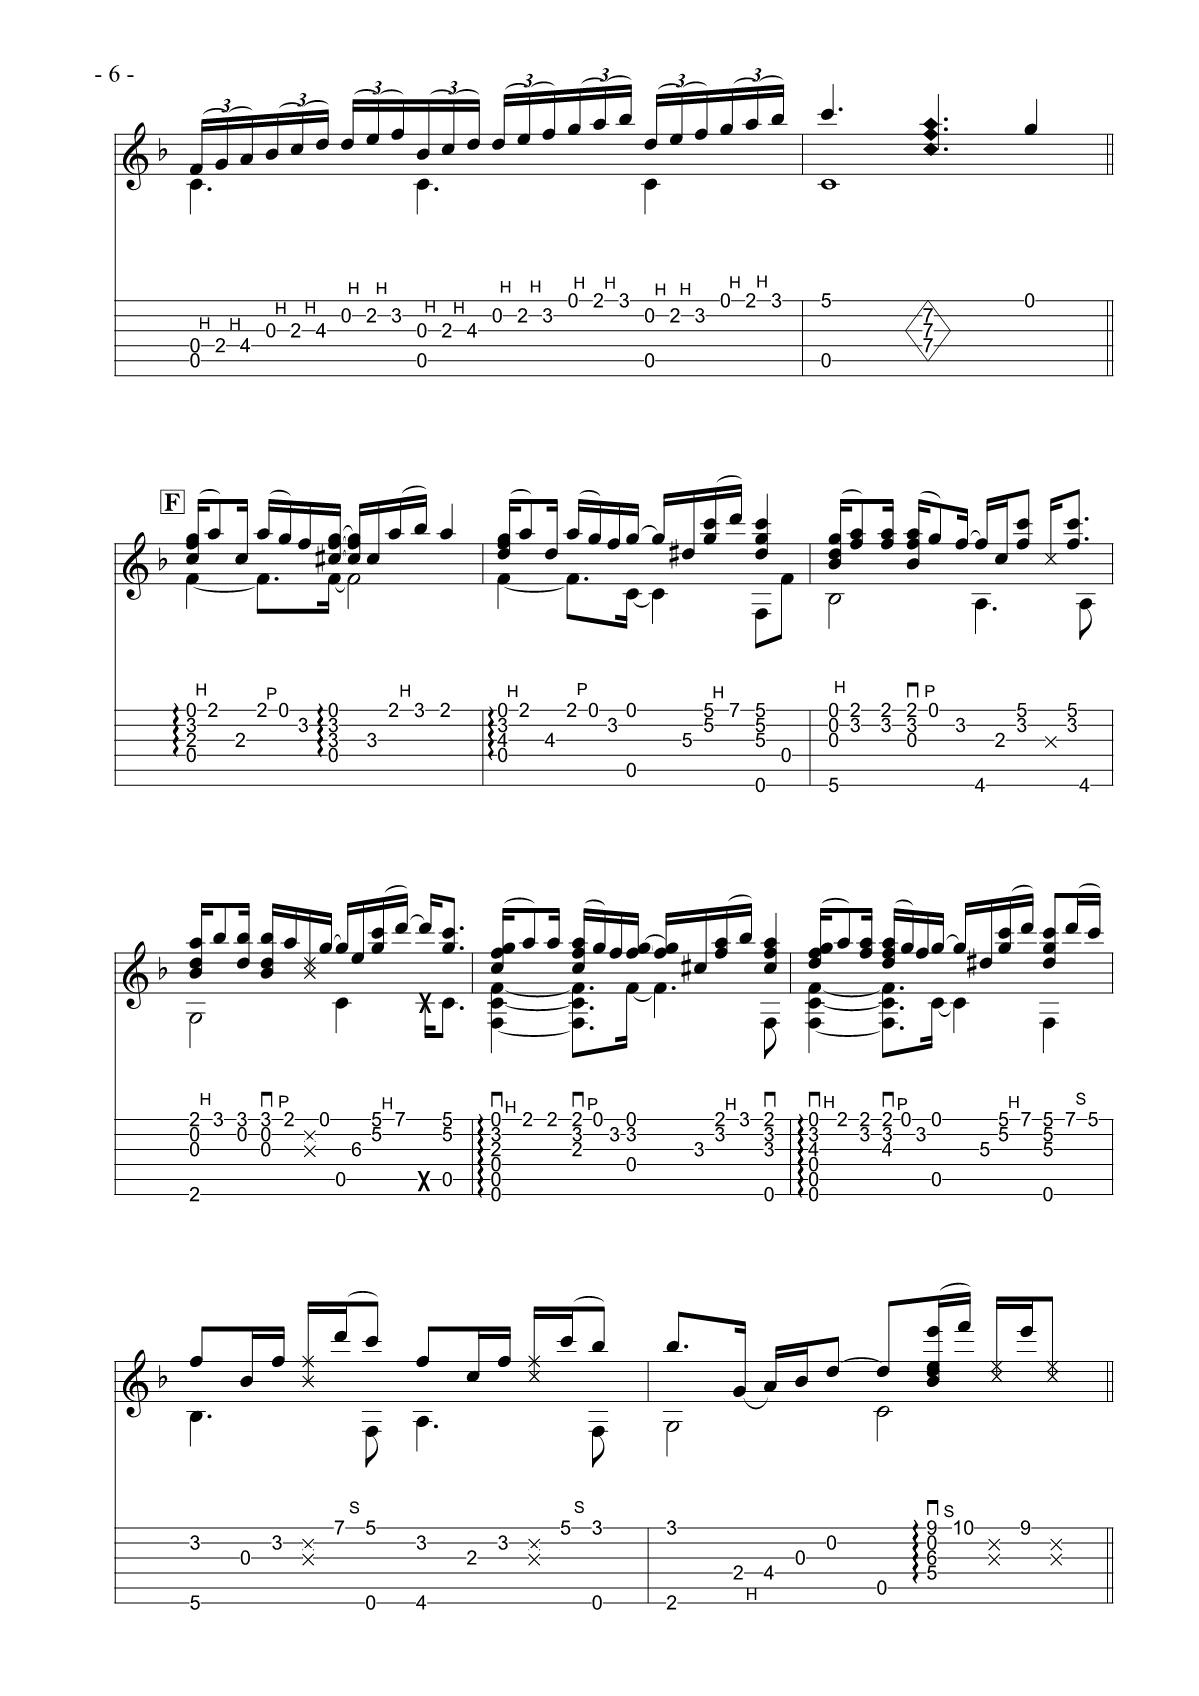 - 6 -
3 3 3 3 3 3 3 3
H H H H H H H H H H H H H H H H
0 2 3 0 2 3 5 0
0 2 3 0 2 3 0 2 3 7
0 2 4 0 2 4 7
0 2 4 7
0 0 0 0
F
H P H H P H H P
0 2 2 0 0 2 3 2 0 2 2 0 0 5 7 5 0 2 2 2 0 5 5
3 3 3 3 3 5 5 0 3 3 3 3 3 3
2 2 3 3 4 4 5 5 0 0 2
0 0 0 0
0
0 5 4 4
H P H H P H H P H S
2 3 3 3 2 0 5 7 5 0 2 2 2 0 0 2 3 2 0 2 2 2 0 0 5 7 5 7 5
0 0 0 5 5 3 3 3 3 3 3 3 3 3 3 5 5
0 0 6 2 2 3 3 4 4 5 5
0 0 0
0 0 0 0 0
2 0 0 0 0
S S S
7 5 5 3 3 9 10 9
3 3 3 3 0 0
0 2 0 6
2 4 5
H 0
5 0 4 0 2